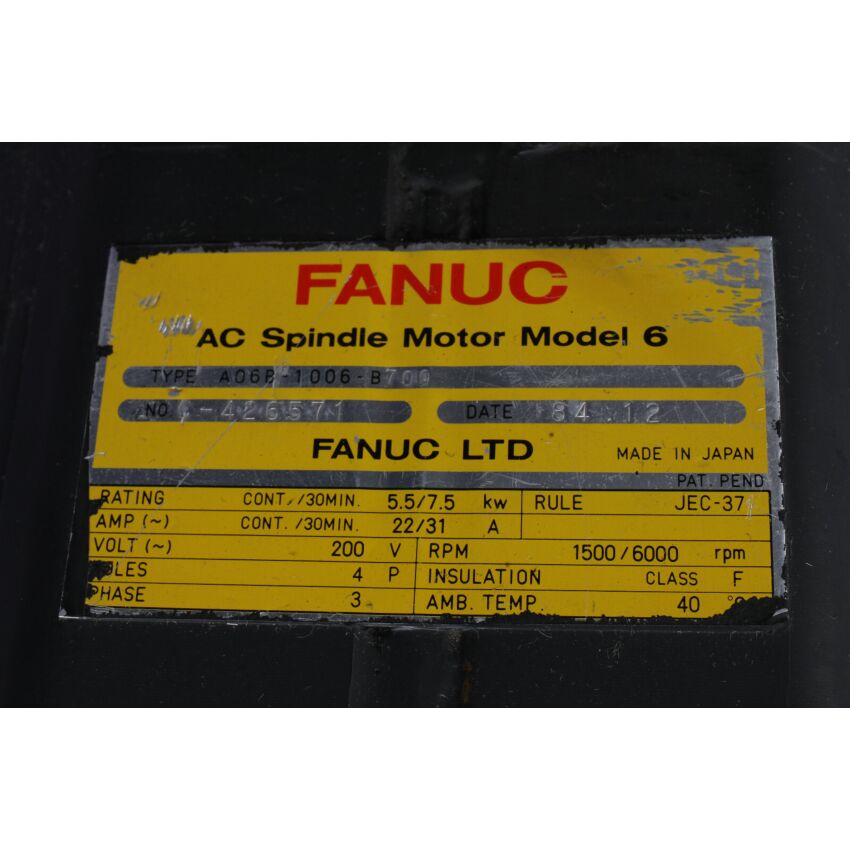 FANUC
AC Spindle Motor Model 6
TYPE A06B-1006-B700
NO. -426571 DATE 84.12
FANUC LTD MADE IN JAPAN
PAT. PEND
RATING CONT./30MIN. 5.5/7.5 kw RULE JEC-37
AMP (~) CONT./30MIN. 22/31 A
VOLT (~) 200 V RPM 1500/6000 rpm
POLES 4 P INSULATION CLASS F
PHASE 3 AMB. TEMP. 40 °C